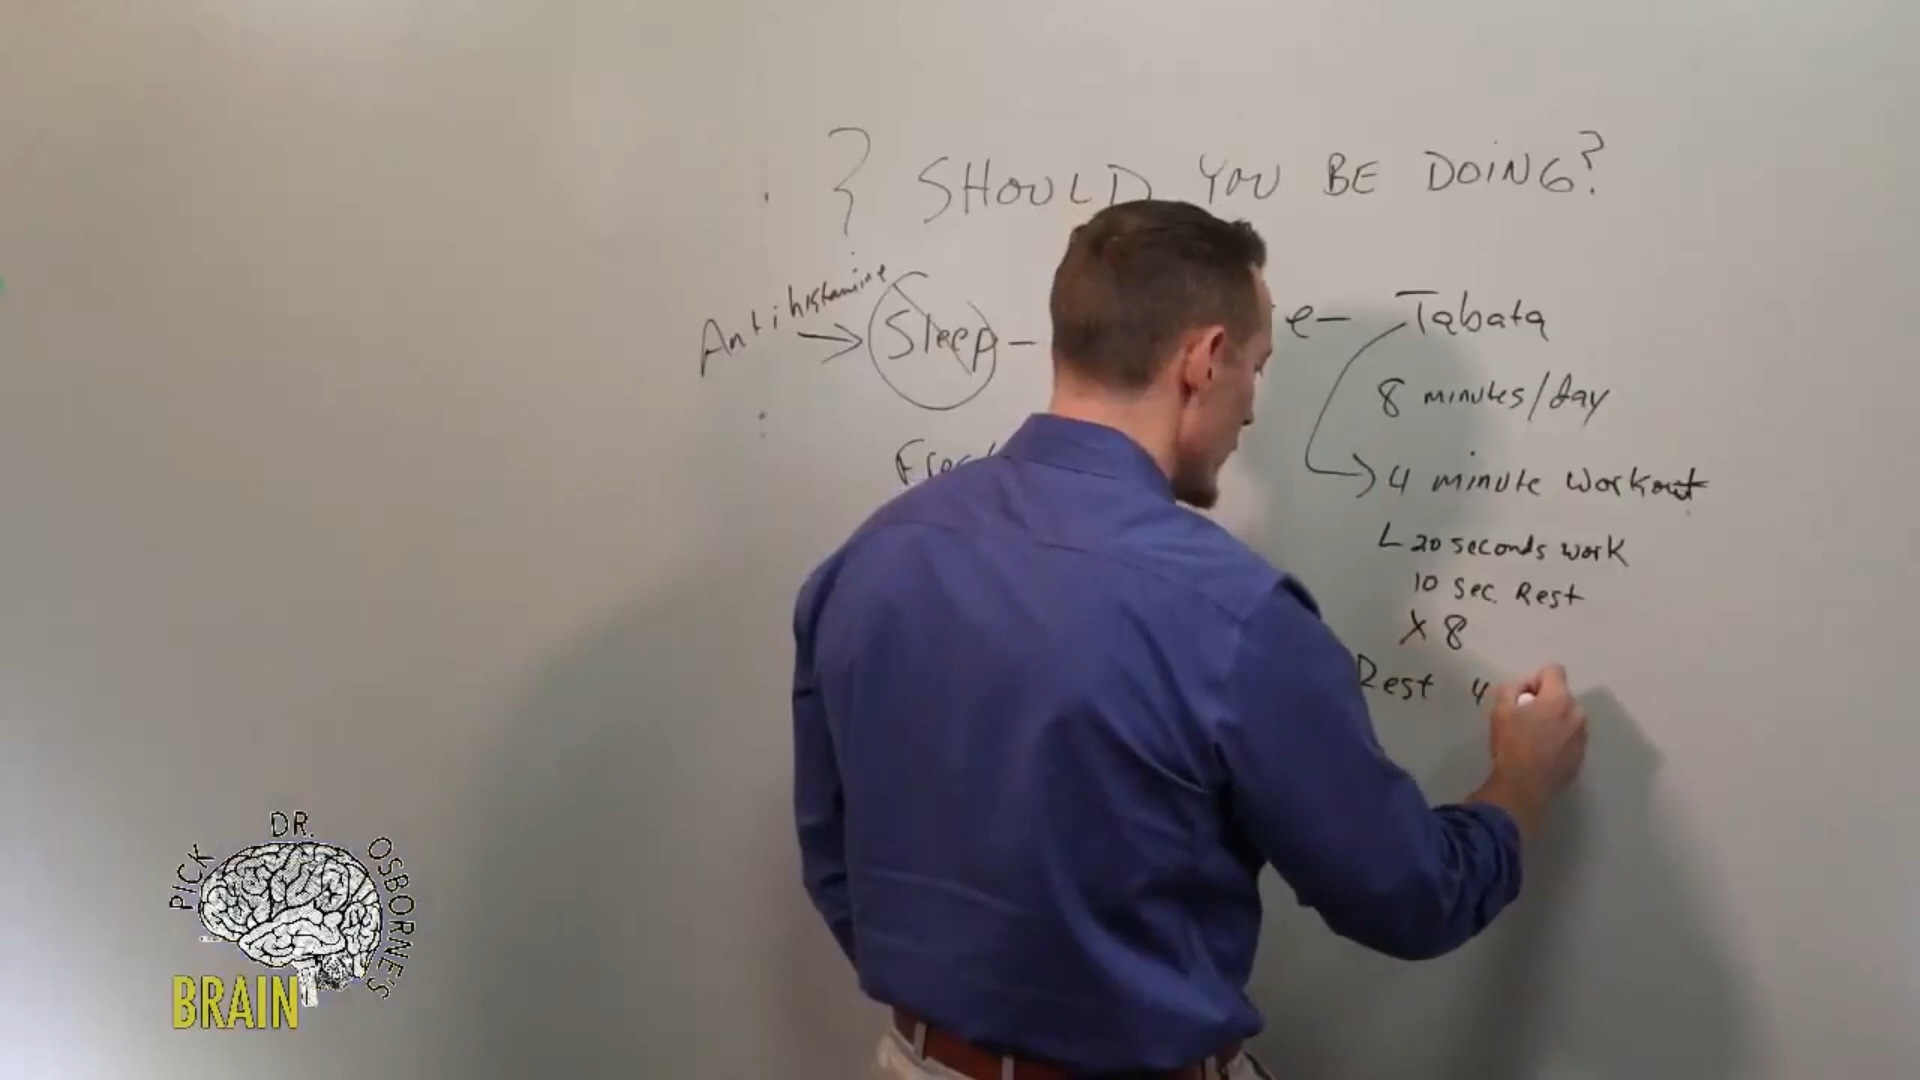 ? SHOULD YOU BE DOING?
Antihistamine
Sleep -
e- Tabata
8 minutes/day
4 minute workout
20 seconds work
10 sec. Rest
X 8
Rest 4
PICK DR. OSBORNE'S
BRAIN